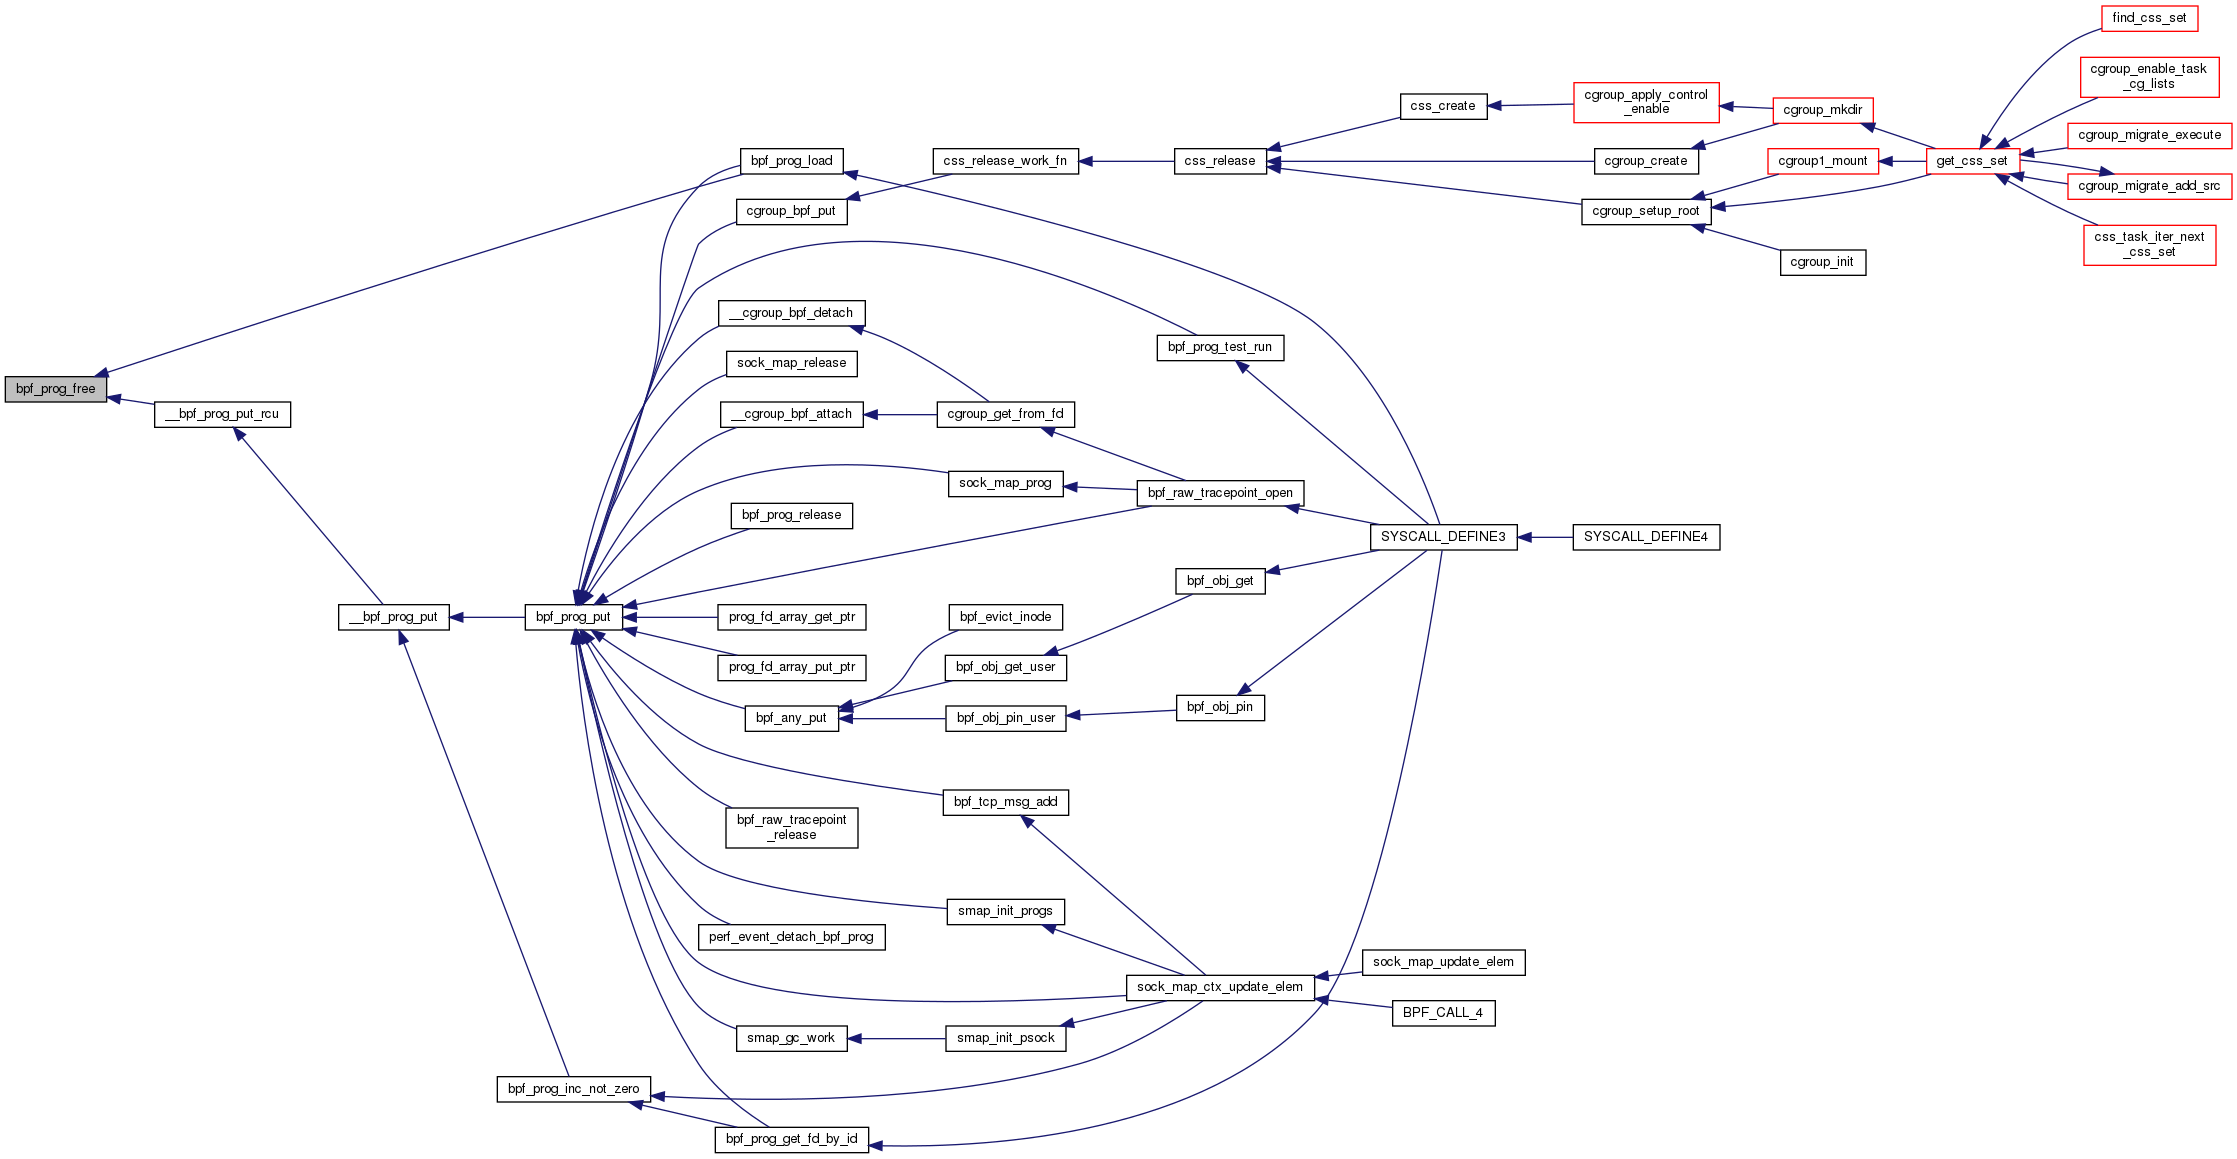 find_css_set
cgroup_enable_task
_cg_lists
css_create
cgroup_apply_control
_enable
cgroup_mkdir
cgroup_migrate_execute
bpf_prog_load
css_release_work_fn
css_release
cgroup_create
cgroup1_mount
get_css_set
cgroup_migrate_add_src
cgroup_bpf_put
cgroup_setup_root
css_task_iter_next
_css_set
cgroup_init
__cgroup_bpf_detach
bpf_prog_test_run
sock_map_release
bpf_prog_free
__bpf_prog_put_rcu
__cgroup_bpf_attach
cgroup_get_from_fd
sock_map_prog
bpf_raw_tracepoint_open
bpf_prog_release
SYSCALL_DEFINE3
SYSCALL_DEFINE4
bpf_obj_get
__bpf_prog_put
bpf_prog_put
prog_fd_array_get_ptr
bpf_evict_inode
prog_fd_array_put_ptr
bpf_obj_get_user
bpf_any_put
bpf_obj_pin_user
bpf_obj_pin
bpf_tcp_msg_add
bpf_raw_tracepoint
_release
smap_init_progs
perf_event_detach_bpf_prog
sock_map_update_elem
sock_map_ctx_update_elem
BPF_CALL_4
smap_gc_work
smap_init_psock
bpf_prog_inc_not_zero
bpf_prog_get_fd_by_id